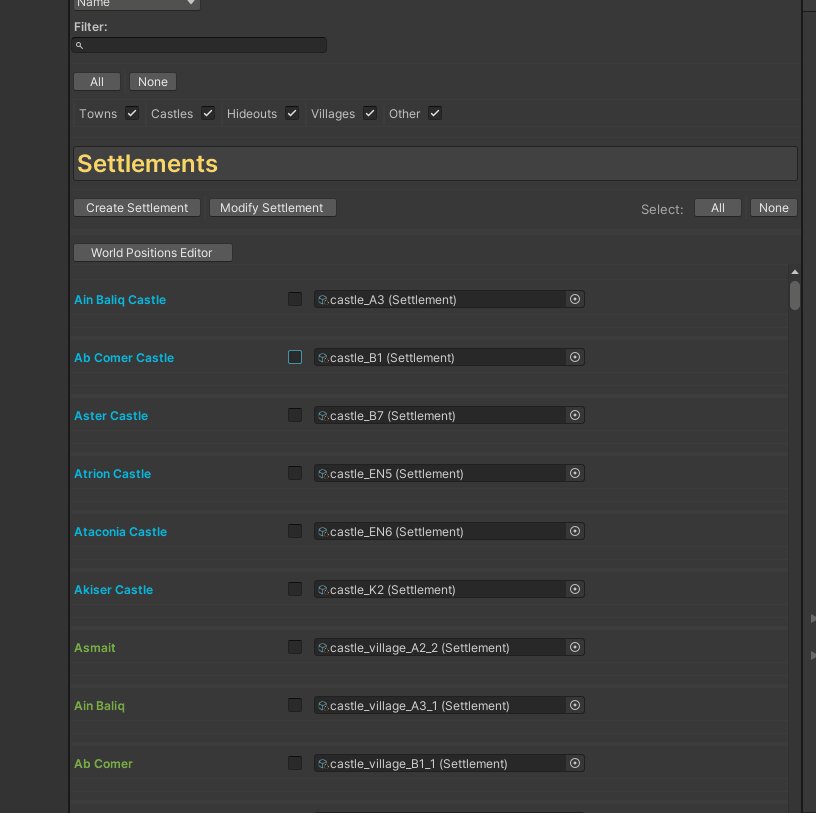 Name
Filter:
All None
Towns Castles Hideouts Villages Other
Settlements
Create Settlement Modify Settlement Select: All None
World Positions Editor
Ain Baliq Castle castle_A3 (Settlement)
Ab Comer Castle castle_B1 (Settlement)
Aster Castle castle_B7 (Settlement)
Atrion Castle castle_EN5 (Settlement)
Ataconia Castle castle_EN6 (Settlement)
Akiser Castle castle_K2 (Settlement)
Asmait castle_village_A2_2 (Settlement)
Ain Baliq castle_village_A3_1 (Settlement)
Ab Comer castle_village_B1_1 (Settlement)